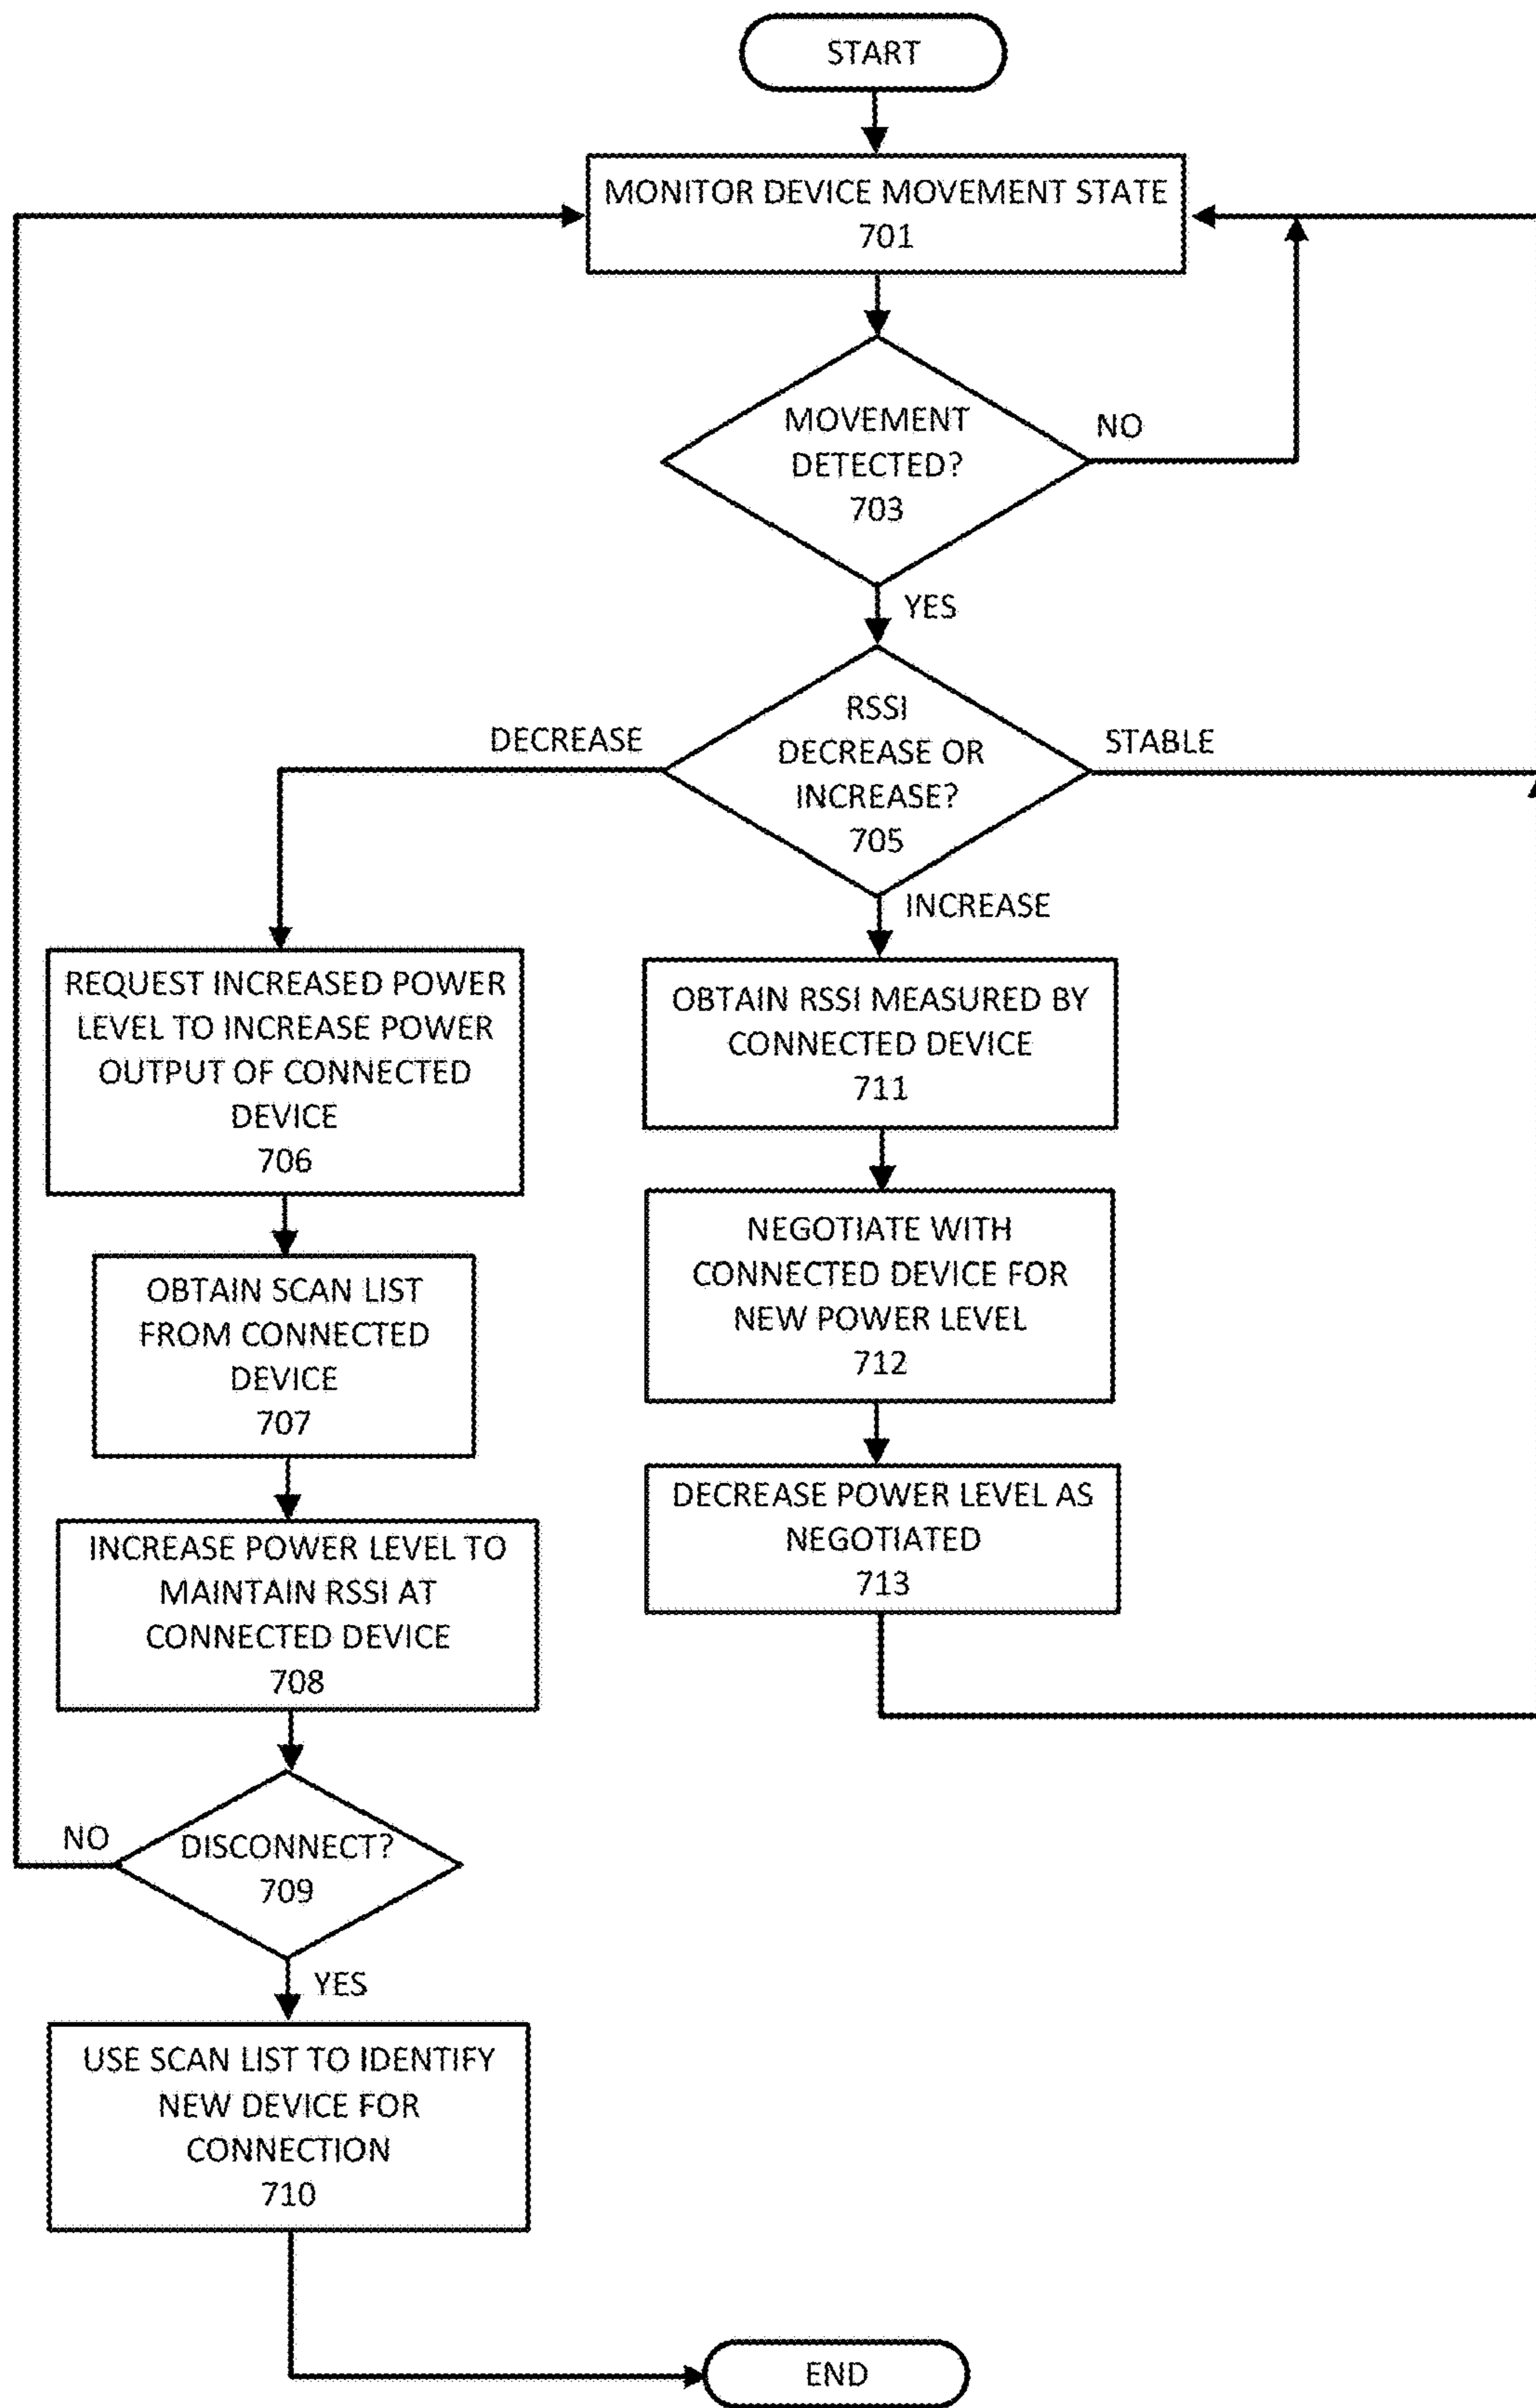 START
MONITOR DEVICE MOVEMENT STATE
701
MOVEMENT
DETECTED?
703
NO
YES
RSSI
DECREASE OR
INCREASE?
705
DECREASE
STABLE
INCREASE
REQUEST INCREASED POWER
LEVEL TO INCREASE POWER
OUTPUT OF CONNECTED
DEVICE
706
OBTAIN SCAN LIST
FROM CONNECTED
DEVICE
707
INCREASE POWER LEVEL TO
MAINTAIN RSSI AT
CONNECTED DEVICE
708
DISCONNECT?
709
NO
YES
USE SCAN LIST TO IDENTIFY
NEW DEVICE FOR
CONNECTION
710
OBTAIN RSSI MEASURED BY
CONNECTED DEVICE
711
NEGOTIATE WITH
CONNECTED DEVICE FOR
NEW POWER LEVEL
712
DECREASE POWER LEVEL AS
NEGOTIATED
713
END